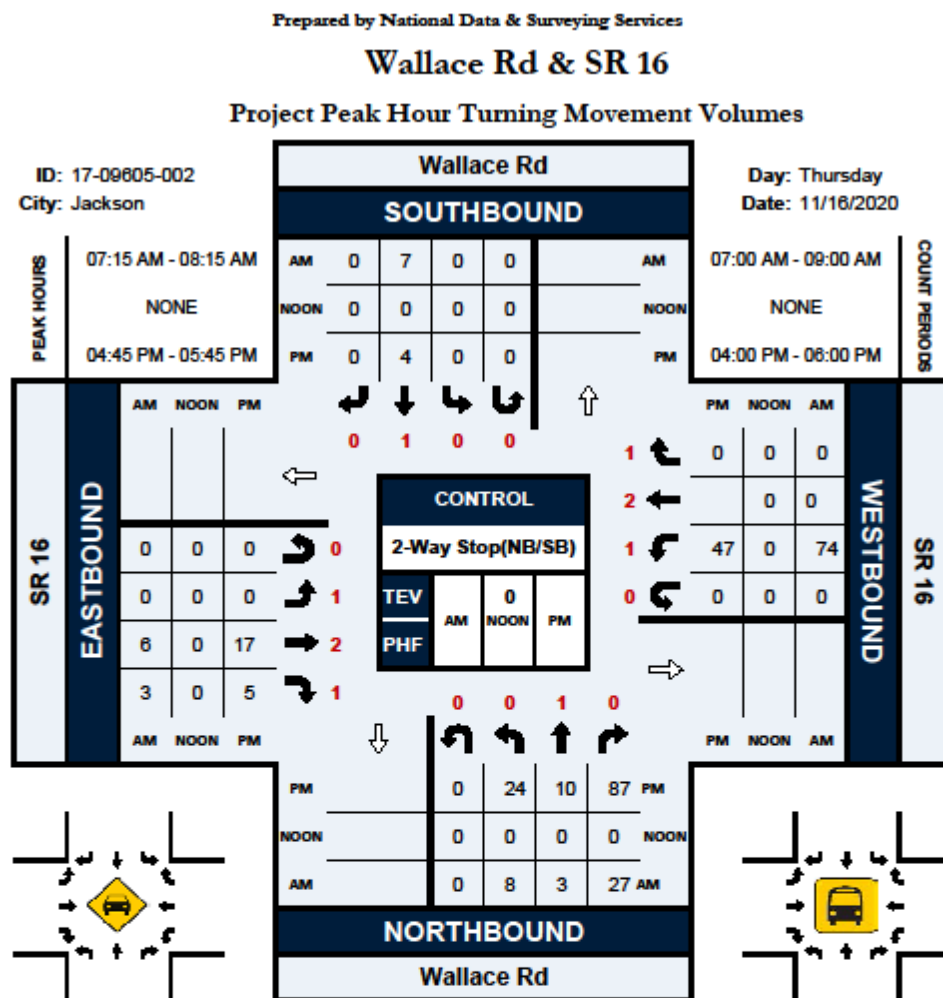 Prepared by National Data & Surveying Services
Wallace Rd & SR 16
Project Peak Hour Turning Movement Volumes
ID: 17-09605-002
City: Jackson
Day: Thursday
Date: 11/16/2020
Wallace Rd
SOUTHBOUND
PEAK HOURS
07:15 AM - 08:15 AM
NONE
04:45 PM - 05:45 PM
AM 0 7 0 0 AM
NOON 0 0 0 0 NOON
PM 0 4 0 0 PM
0 1 0 0
07:00 AM - 09:00 AM
NONE
04:00 PM - 06:00 PM
COUNT PERIODS
SR 16
EASTBOUND
AM NOON PM
0 0 0 0
0 0 0 1
6 0 17 2
3 0 5 1
AM NOON PM
CONTROL
2-Way Stop(NB/SB)
TEV
PHF
AM
0
NOON
PM
PM NOON AM
1 0 0 0
2 0 0
1 47 0 74
0 0 0 0
PM NOON AM
WESTBOUND
SR 16
0 0 1 0
PM 0 24 10 87 PM
NOON 0 0 0 0 NOON
AM 0 8 3 27 AM
NORTHBOUND
Wallace Rd